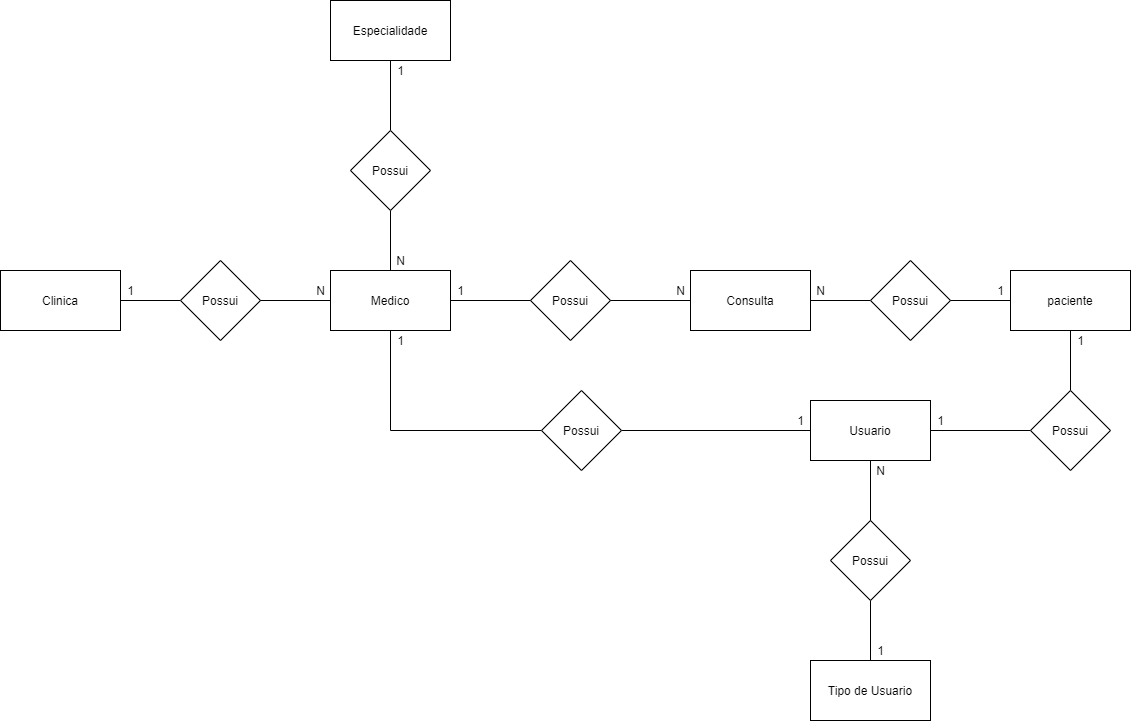 Especialidade
1
Possui
N
Clinica
1
Possui
N
Medico
1
Possui
N
Consulta
N
Possui
1
paciente
1
1
Possui
1
Usuario
1
Possui
N
Possui
1
Tipo de Usuario